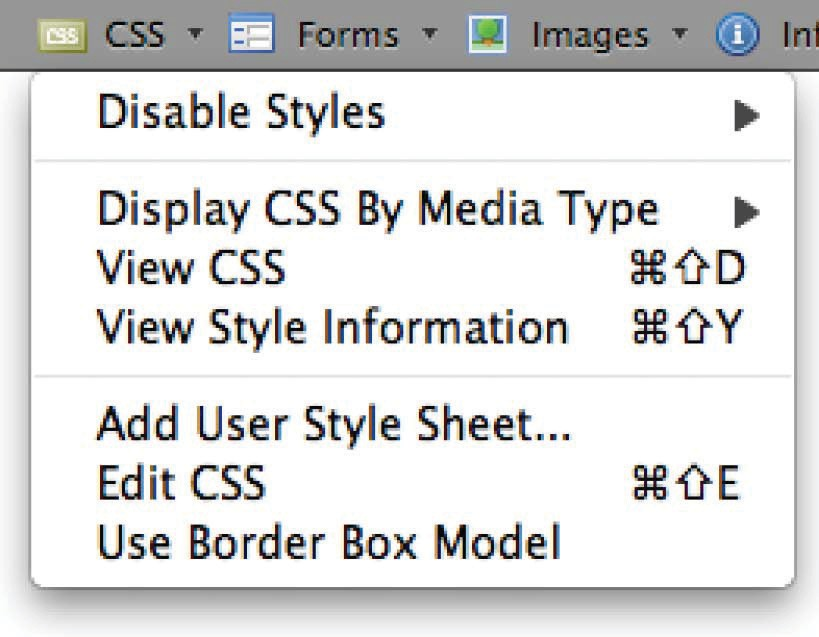 CSS CSS ▾ Forms ▾ Images ▾ Inf
Disable Styles ▶
Display CSS By Media Type ▶
View CSS ⌘⇧D
View Style Information ⌘⇧Y
Add User Style Sheet...
Edit CSS ⌘⇧E
Use Border Box Model